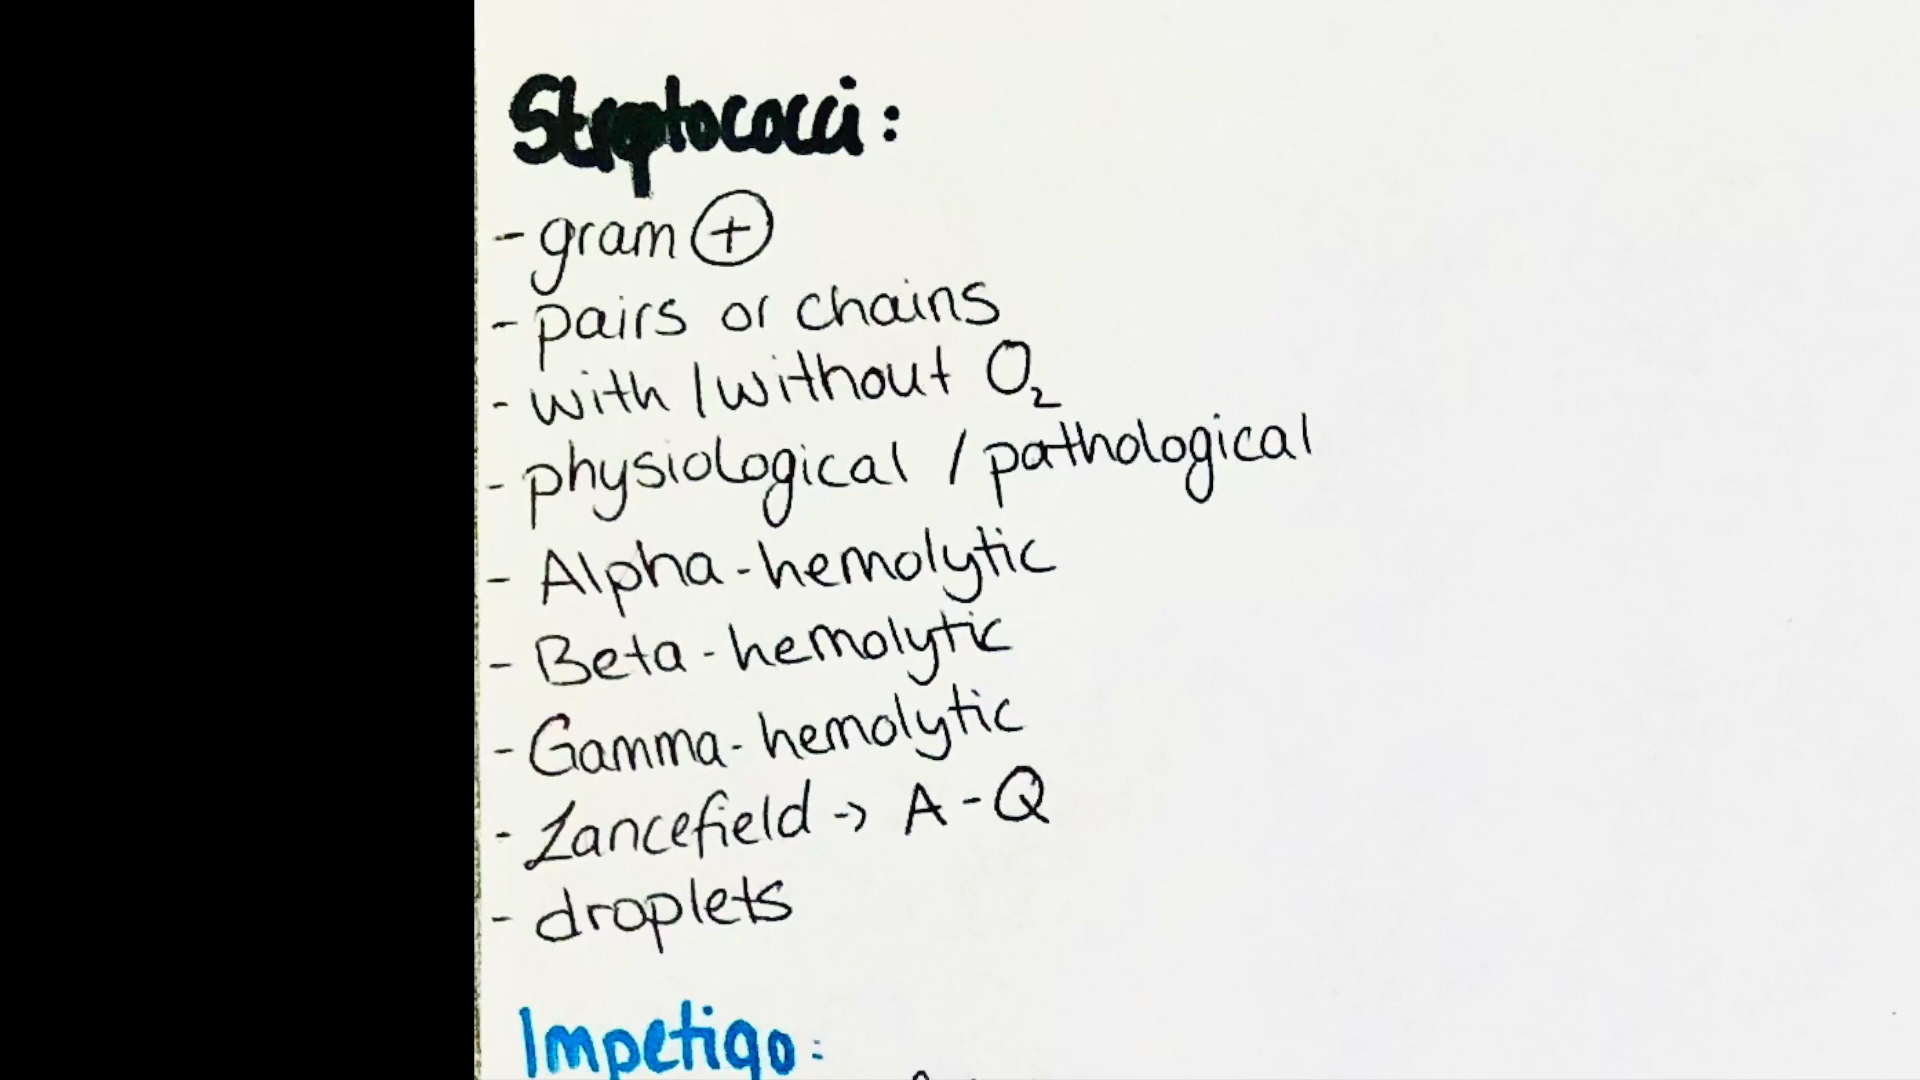 Streptococci:
- gram ⊕
- pairs or chains
- with/without O₂
- physiological / pathological
- Alpha-hemolytic
- Beta-hemolytic
- Gamma-hemolytic
- Lancefield -> A-Q
- droplets
Impetigo: